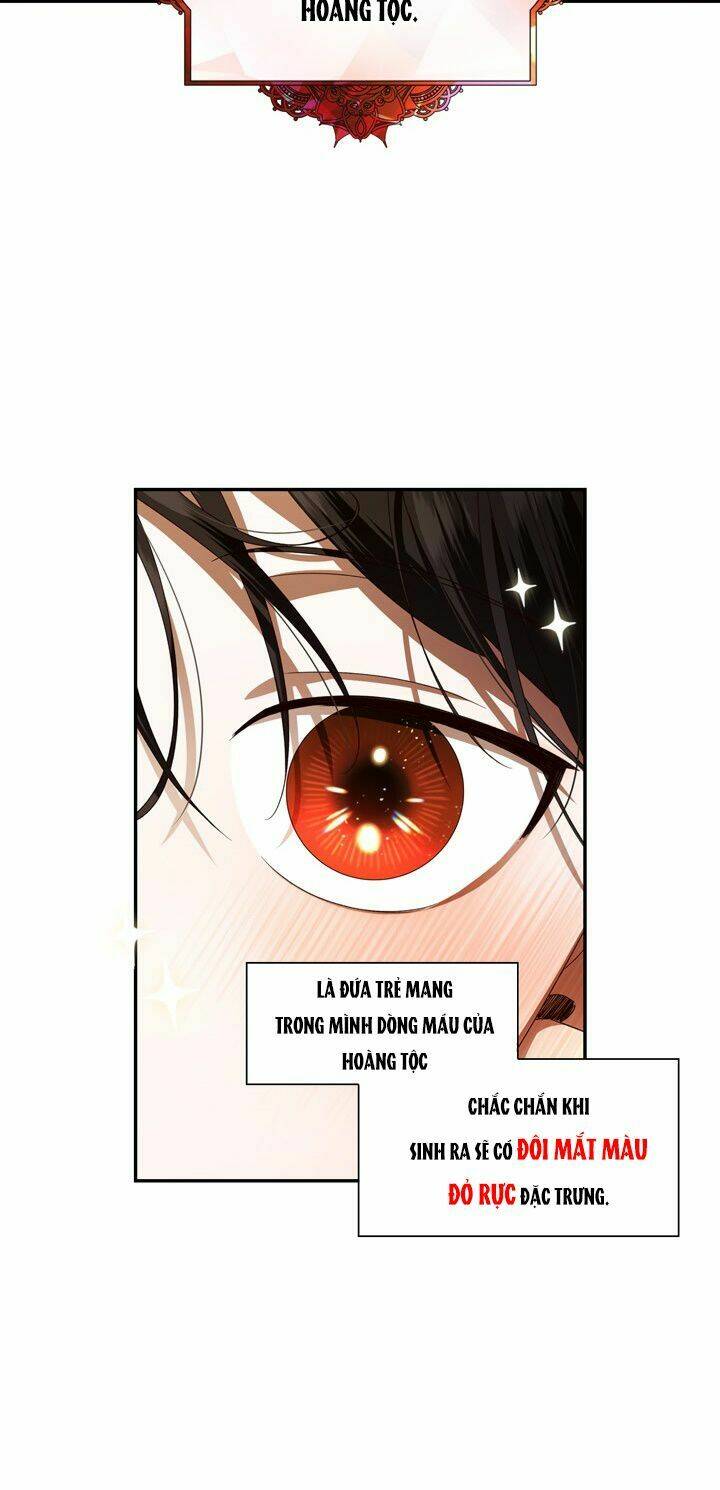 HOÀNG TỘC.
LÀ ĐỨA TRẺ MANG
TRONG MÌNH DÒNG MÁU CỦA
HOÀNG TỘC
CHẮC CHẮN KHI
SINH RA SẼ CÓ ĐÔI MẮT MÀU
ĐỎ RỰC ĐẶC TRƯNG.